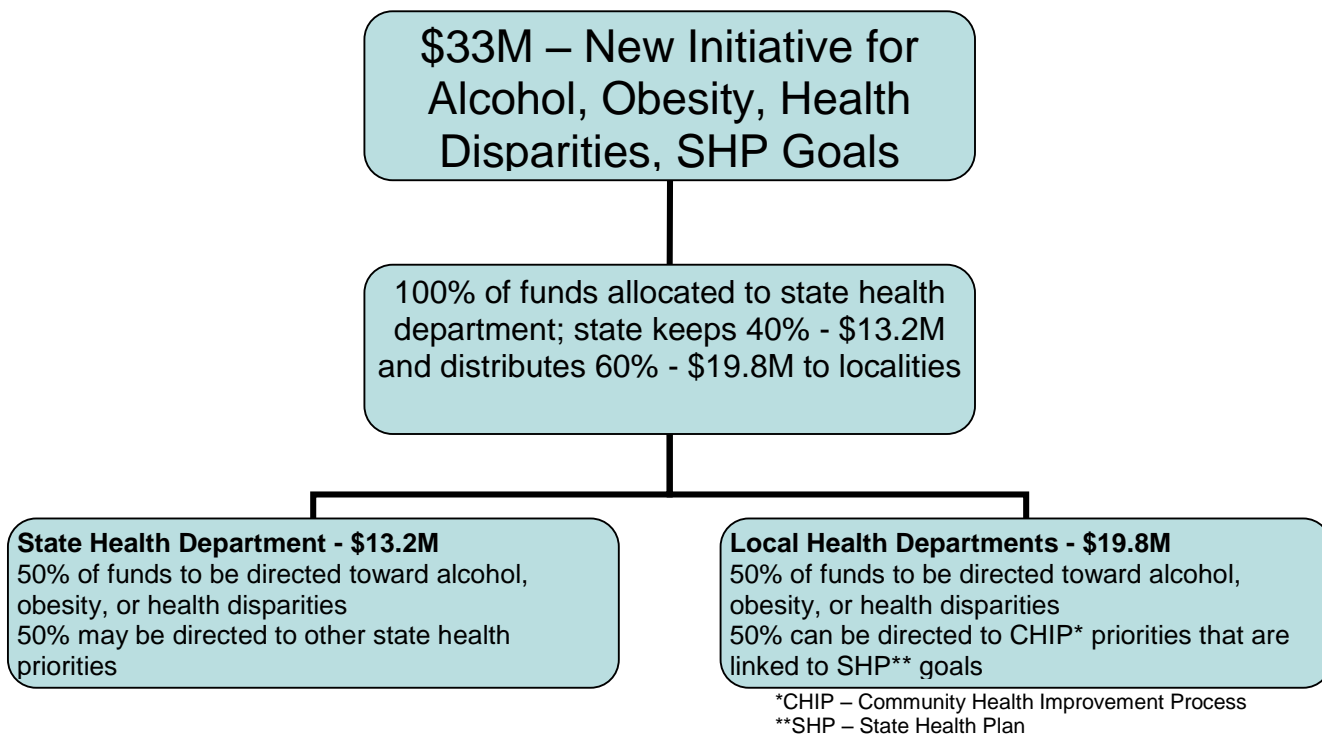 $33M – New Initiative for
Alcohol, Obesity, Health
Disparities, SHP Goals
100% of funds allocated to state health
department; state keeps 40% - $13.2M
and distributes 60% - $19.8M to localities
State Health Department - $13.2M
50% of funds to be directed toward alcohol,
obesity, or health disparities
50% may be directed to other state health
priorities
Local Health Departments - $19.8M
50% of funds to be directed toward alcohol,
obesity, or health disparities
50% can be directed to CHIP* priorities that are
linked to SHP** goals
*CHIP – Community Health Improvement Process
**SHP – State Health Plan